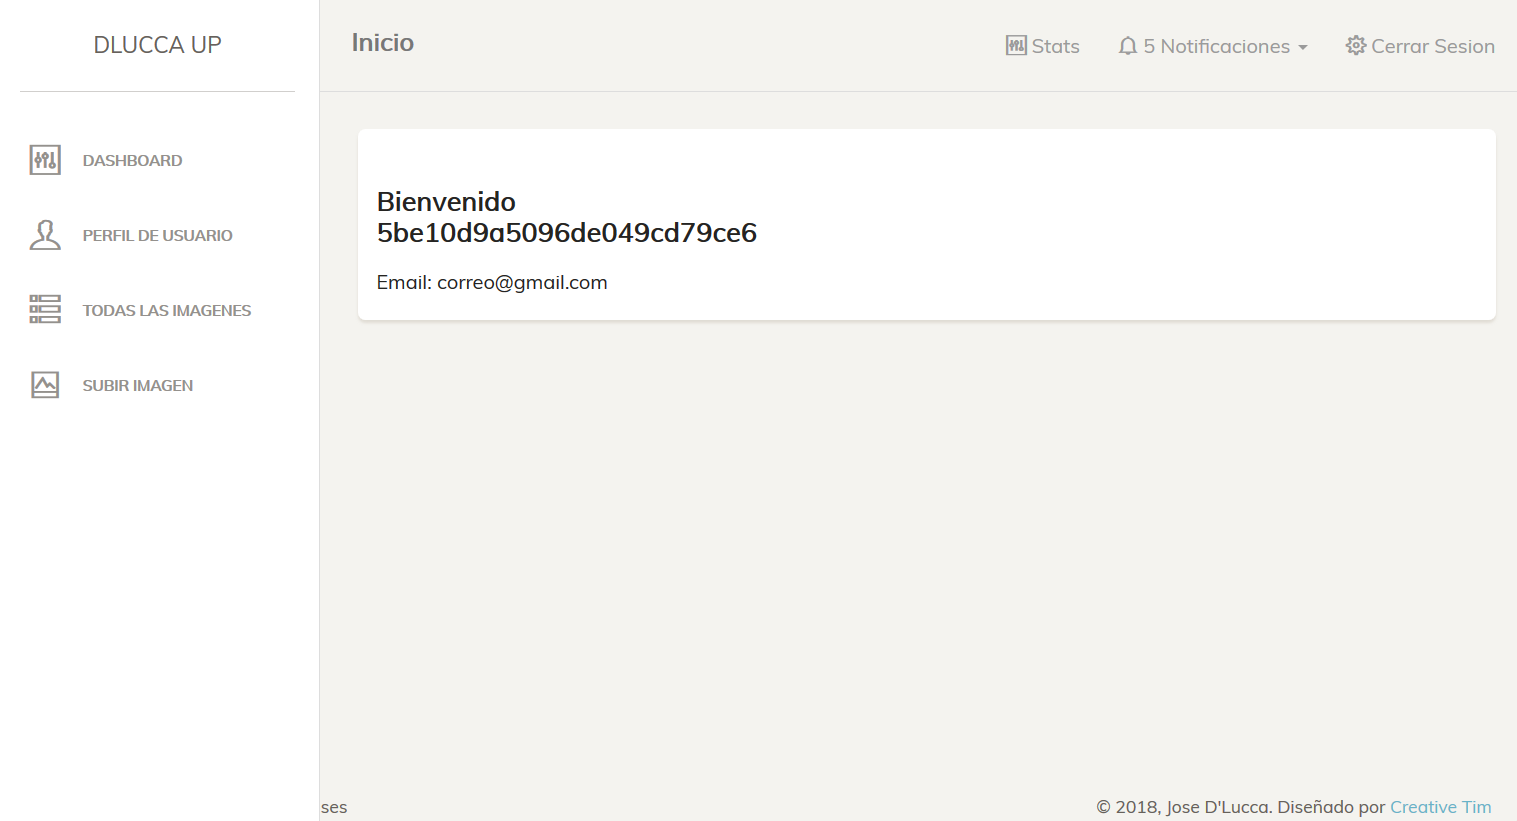 DLUCCA UP
DASHBOARD
PERFIL DE USUARIO
TODAS LAS IMAGENES
SUBIR IMAGEN
Inicio
Stats
5 Notificaciones
Cerrar Sesion
Bienvenido
5be10d9a5096de049cd79ce6
Email: correo@gmail.com
ses
© 2018, Jose D'Lucca. Diseñado por Creative Tim